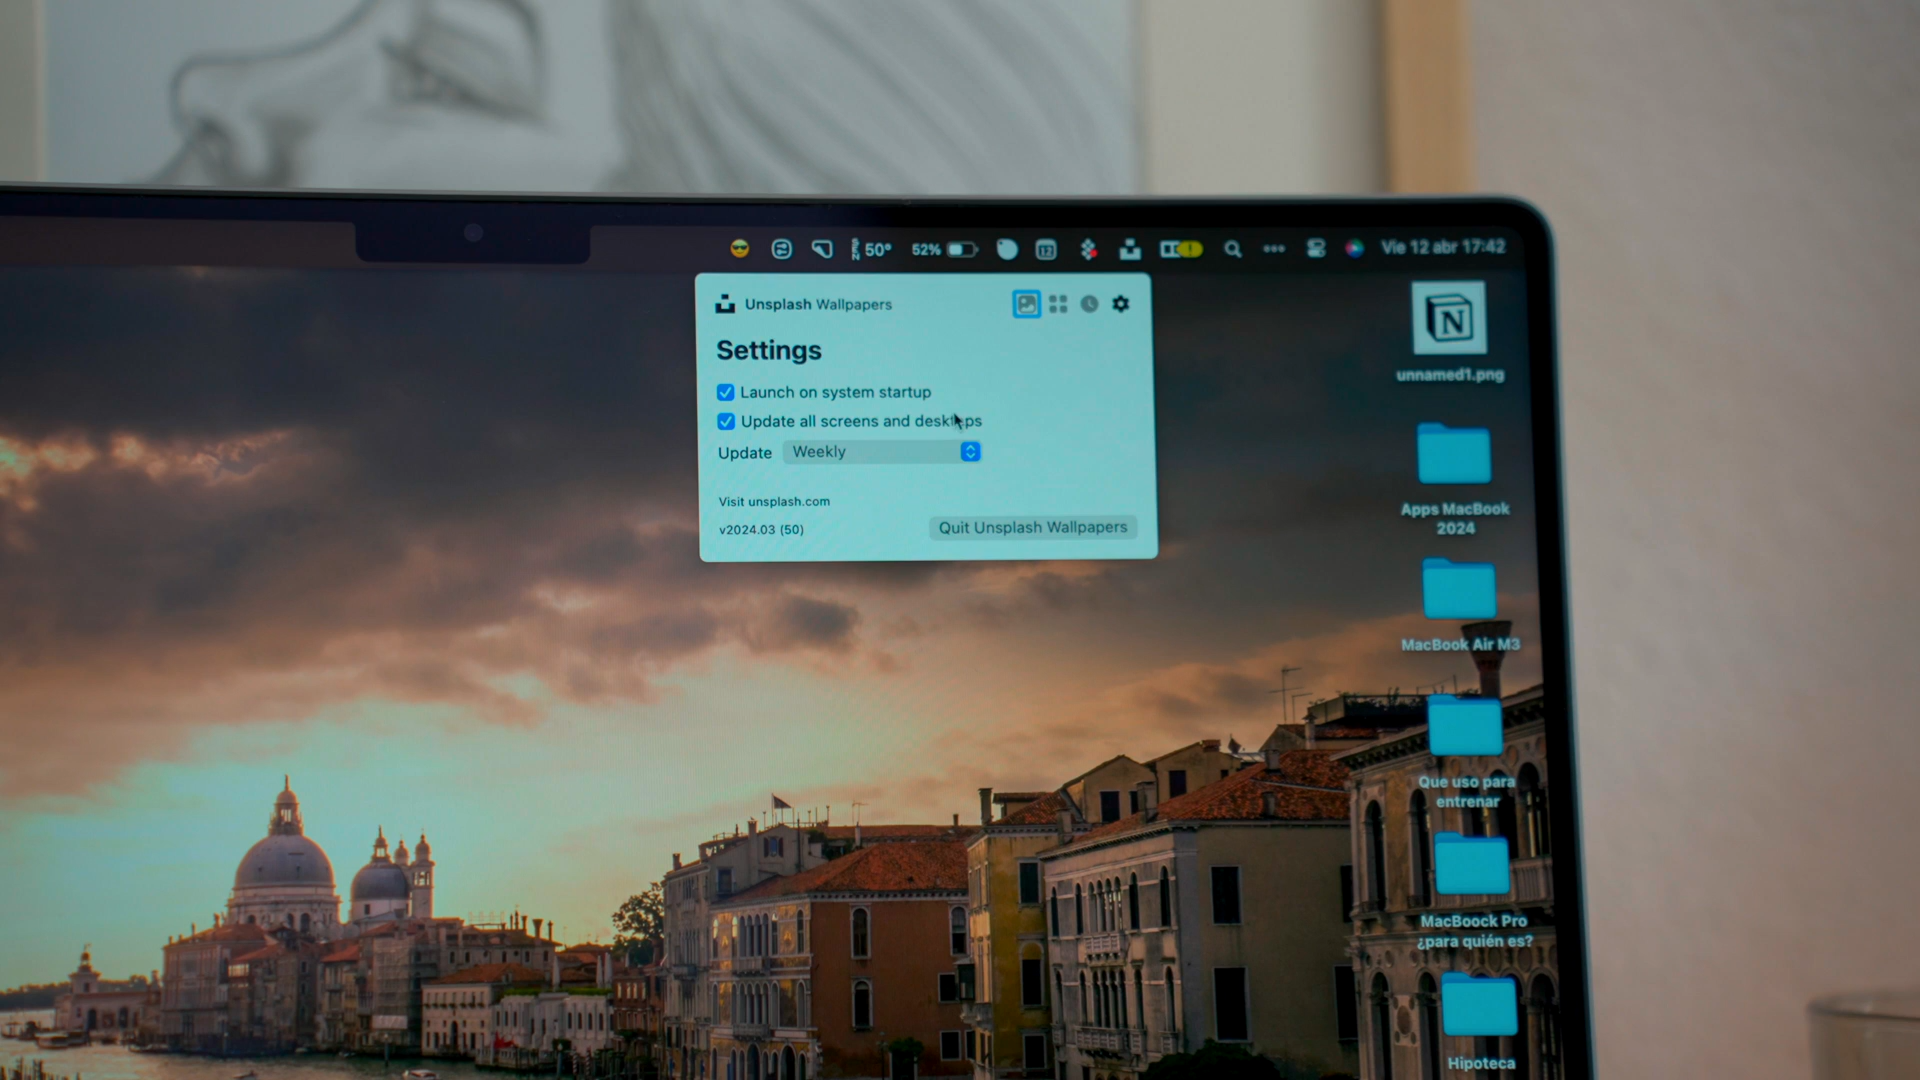 50° 52% 12 Vie 12 abr 17:42
Unsplash Wallpapers
Settings
Launch on system startup
Update all screens and desktops
Update Weekly
Visit unsplash.com
v2024.03 (50)
Quit Unsplash Wallpapers
N
unnamed1.png
Apps MacBook
2024
MacBook Air M3
Que uso para
entrenar
MacBoock Pro
¿para quién es?
Hipoteca